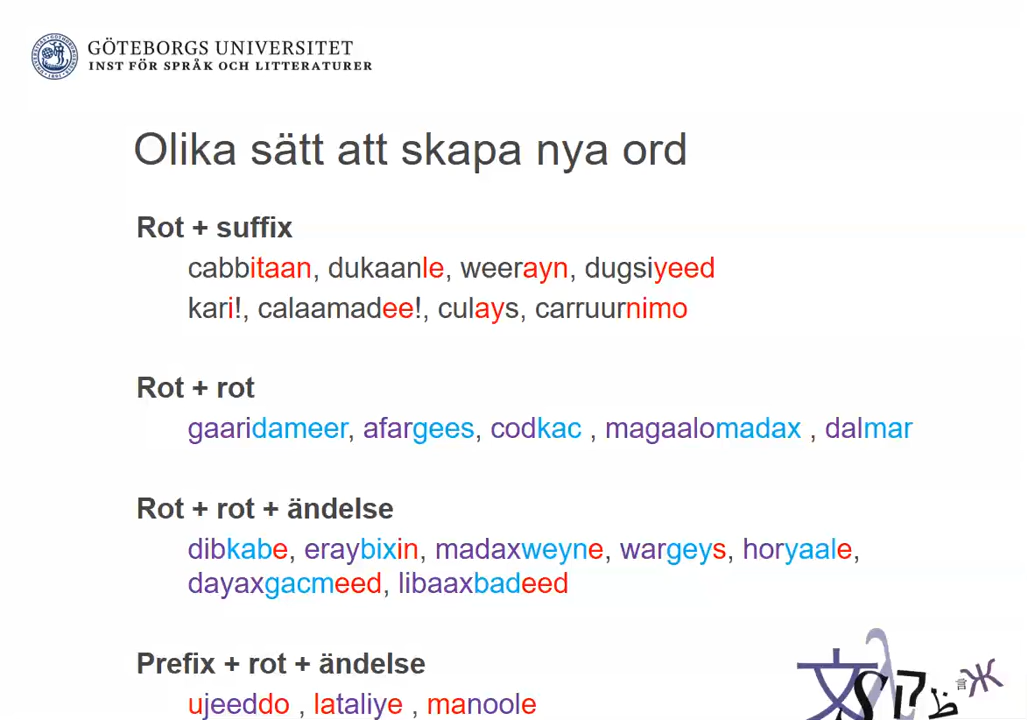 GÖTEBORGS UNIVERSITET
INST FÖR SPRÅK OCH LITTERATURER
Olika sätt att skapa nya ord
Rot + suffix
cabbitaan, dukaanle, weerayn, dugsiyeed
kari!, calaamadee!, culays, carruurnimo
Rot + rot
gaaridameer, afargees, codkac , magaalomadax , dalmar
Rot + rot + ändelse
dibkabe, eraybixin, madaxweyne, wargeys, horyaale,
dayaxgacmeed, libaaxbadeed
Prefix + rot + ändelse
ujeeddo , lataliye , manoole